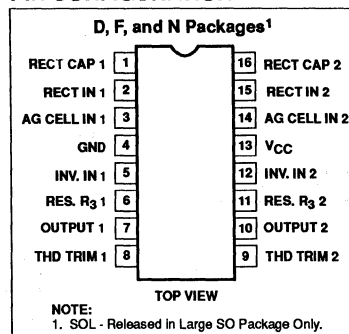 D, F, and N Packages¹
RECT CAP 1 1 16 RECT CAP 2
RECT IN 1 2 15 RECT IN 2
AG CELL IN 1 3 14 AG CELL IN 2
GND 4 13 VCC
INV. IN 1 5 12 INV. IN 2
RES. R3 1 6 11 RES. R3 2
OUTPUT 1 7 10 OUTPUT 2
THD TRIM 1 8 9 THD TRIM 2
TOP VIEW
NOTE:
1. SOL - Released in Large SO Package Only.